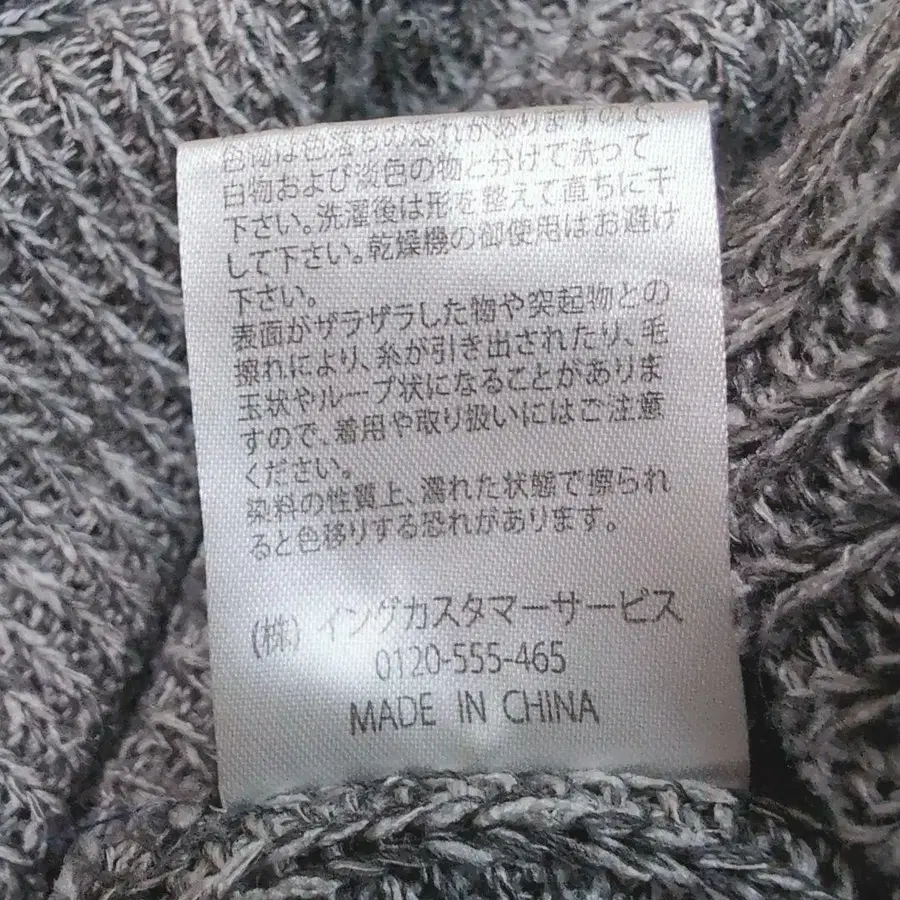 色物は色落ちの恐れがありますので、
白物および淡色の物と分けて洗って
下さい。洗濯後は形を整えて直ちに干
して下さい。乾燥機の御使用はお避け
下さい。
表面がザラザラした物や突起物との
擦れにより、糸が引き出されたり、毛
玉状やループ状になることがありま
すので、着用や取り扱いにはご注意
ください。
染料の性質上、濡れた状態で擦られ
ると色移りする恐れがあります。
(株)イングカスタマーサービス
0120-555-465
MADE IN CHINA